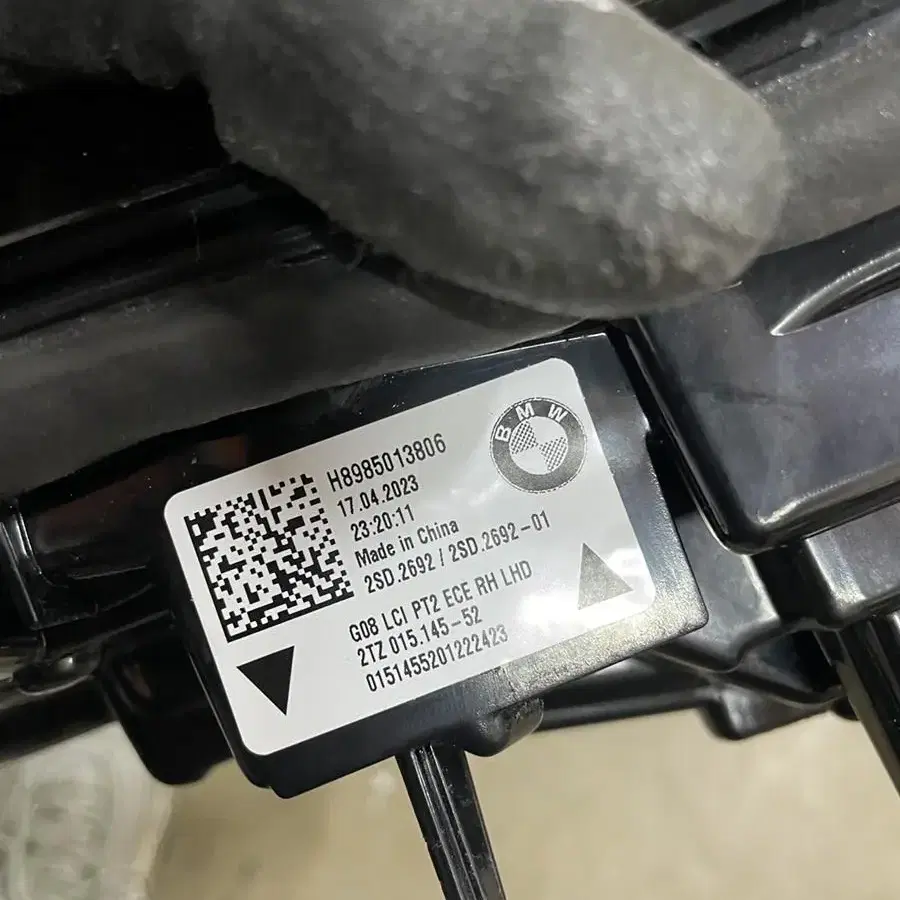 BMW
H8985013806
17.04.2023
23:20:11
Made in China
2SD.2692 / 2SD.2692-01
G08 LCI PT2 ECE RH LHD
2TZ 015.145-52
0151455201222423